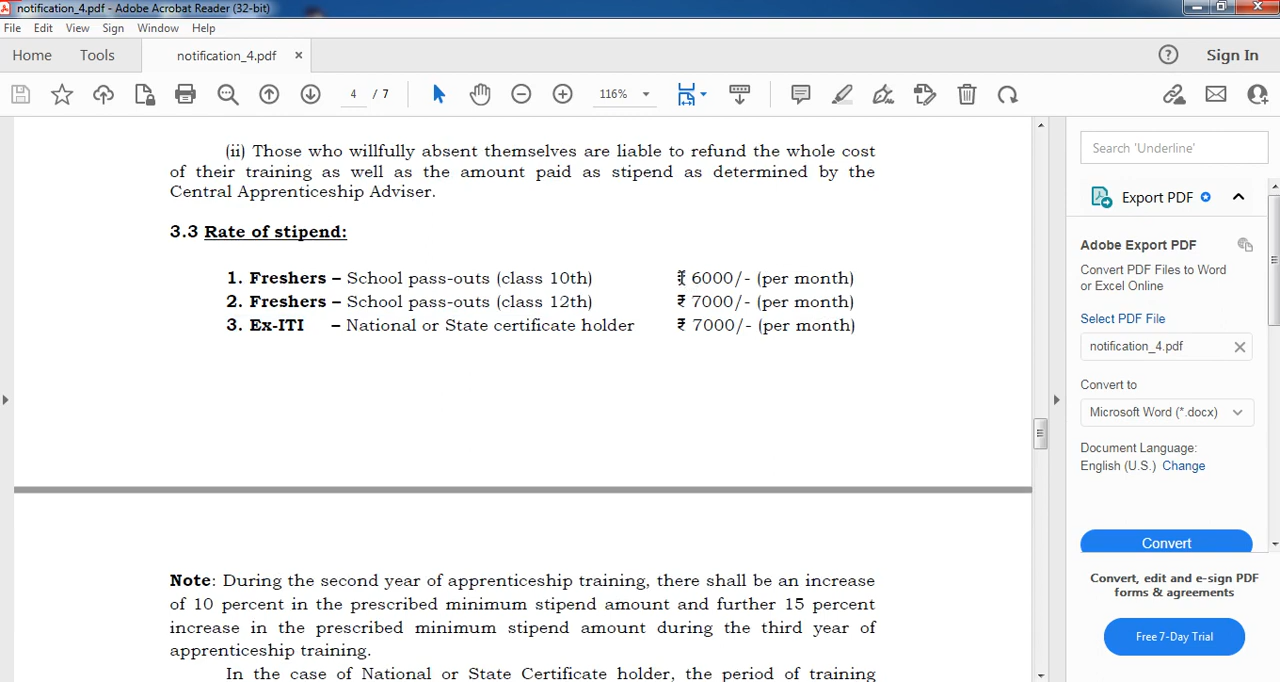 notification_4.pdf - Adobe Acrobat Reader (32-bit)
File Edit View Sign Window Help
Home Tools notification_4.pdf × ? Sign In
4 / 7 116%
(ii) Those who willfully absent themselves are liable to refund the whole cost
of their training as well as the amount paid as stipend as determined by the
Central Apprenticeship Adviser.
3.3 Rate of stipend:
1. Freshers – School pass-outs (class 10th) ₹ 6000/- (per month)
2. Freshers – School pass-outs (class 12th) ₹ 7000/- (per month)
3. Ex-ITI – National or State certificate holder ₹ 7000/- (per month)
Note: During the second year of apprenticeship training, there shall be an increase
of 10 percent in the prescribed minimum stipend amount and further 15 percent
increase in the prescribed minimum stipend amount during the third year of
apprenticeship training.
In the case of National or State Certificate holder, the period of training
Search 'Underline'
Export PDF
Adobe Export PDF
Convert PDF Files to Word
or Excel Online
Select PDF File
notification_4.pdf
Convert to
Microsoft Word (*.docx)
Document Language:
English (U.S.) Change
Convert
Convert, edit and e-sign PDF
forms & agreements
Free 7-Day Trial